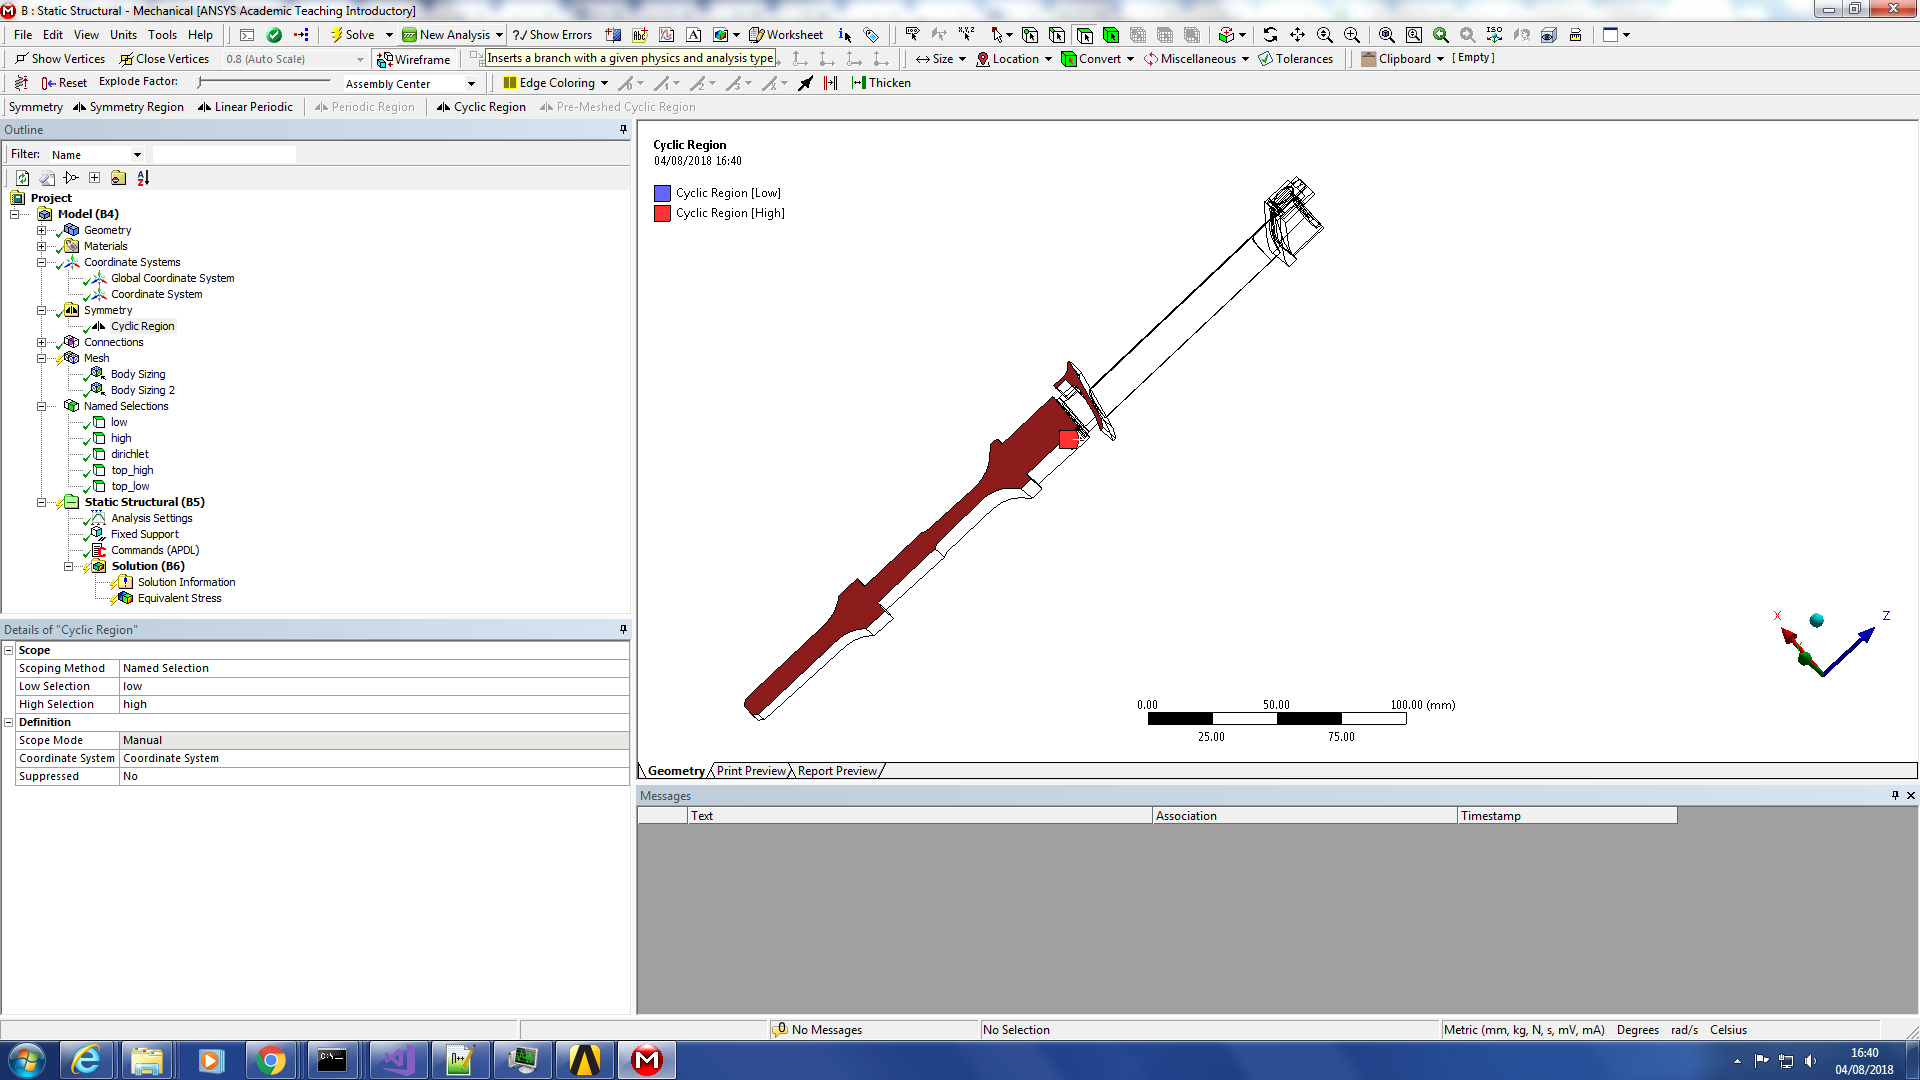 B : Static Structural - Mechanical [ANSYS Academic Teaching Introductory]
File Edit View Units Tools Help Solve New Analysis ?/ Show Errors Worksheet
Show Vertices Close Vertices 0.8 (Auto Scale) Wireframe Inserts a branch with a given physics and analysis type Size Location Convert Miscellaneous Tolerances Clipboard [ Empty ]
Reset Explode Factor: Assembly Center Edge Coloring Thicken
Symmetry Symmetry Region Linear Periodic Periodic Region Cyclic Region Pre-Meshed Cyclic Region
Outline
Filter: Name
Project
Model (B4)
Geometry
Materials
Coordinate Systems
Global Coordinate System
Coordinate System
Symmetry
Cyclic Region
Connections
Mesh
Body Sizing
Body Sizing 2
Named Selections
low
high
dirichlet
top_high
top_low
Static Structural (B5)
Analysis Settings
Fixed Support
Commands (APDL)
Solution (B6)
Solution Information
Equivalent Stress
Details of "Cyclic Region"
Scope
Scoping Method Named Selection
Low Selection low
High Selection high
Definition
Scope Mode Manual
Coordinate System Coordinate System
Suppressed No
Cyclic Region
04/08/2018 16:40
Cyclic Region [Low]
Cyclic Region [High]
X Z
0.00 50.00 100.00 (mm)
25.00 75.00
Geometry Print Preview Report Preview
Messages
Text Association Timestamp
No Messages No Selection Metric (mm, kg, N, s, mV, mA) Degrees rad/s Celsius
16:40
04/08/2018